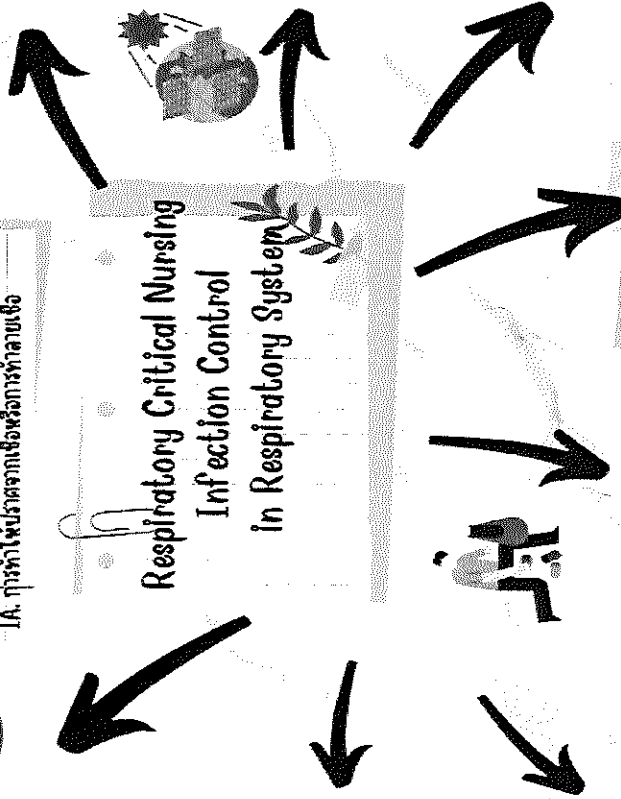 1.A. การทำให้ปราศจากเชื้อหรือการทำลายเชื้อ
Respiratory Critical Nursing
Infection Control
in Respiratory System